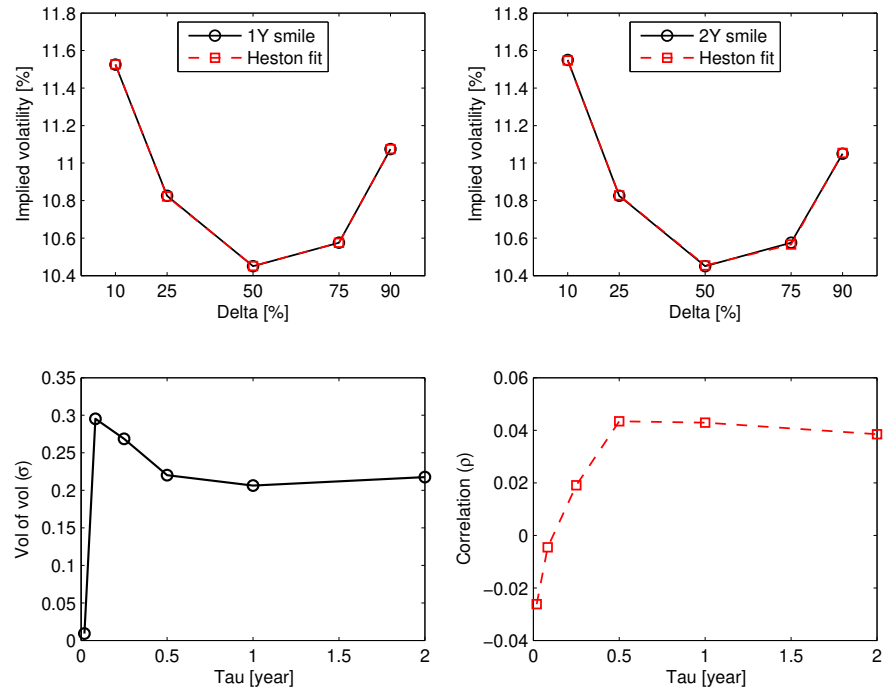 11.8
11.6
11.4
11.2
11
10.8
10.6
10.4
Implied volatility [%]
1Y smile
Heston fit
10 25 50 75 90
Delta [%]
11.8
11.6
11.4
11.2
11
10.8
10.6
10.4
Implied volatility [%]
2Y smile
Heston fit
10 25 50 75 90
Delta [%]
0.35
0.3
0.25
0.2
0.15
0.1
0.05
0
Vol of vol (σ)
0 0.5 1 1.5 2
Tau [year]
0.06
0.04
0.02
0
−0.02
−0.04
Correlation (ρ)
0 0.5 1 1.5 2
Tau [year]